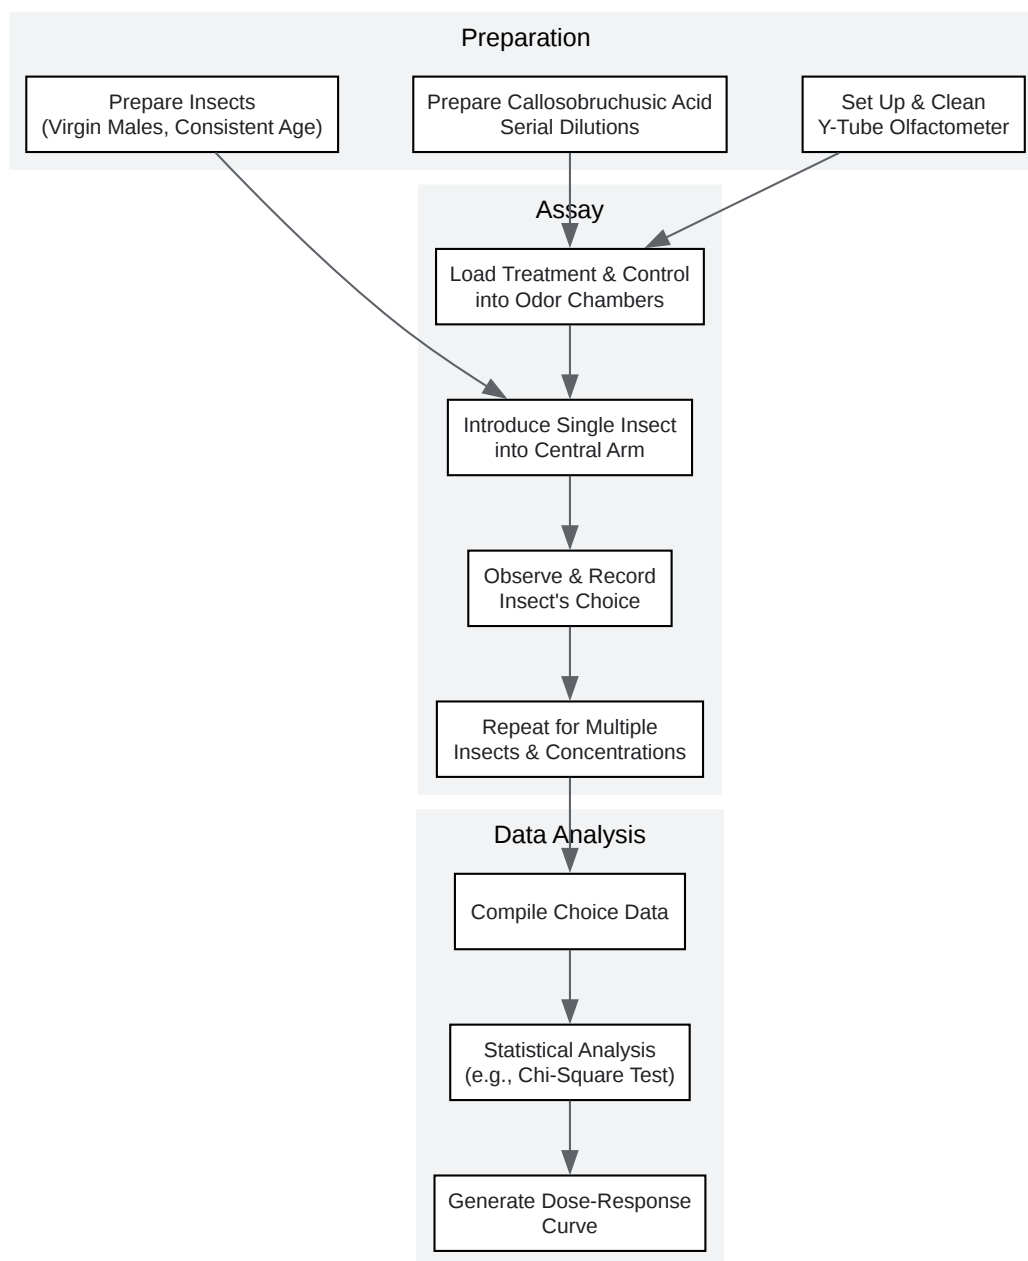 Preparation
Prepare Insects
(Virgin Males, Consistent Age)
Prepare Callosobruchusic Acid
Serial Dilutions
Set Up & Clean
Y-Tube Olfactometer
Assay
Load Treatment & Control
into Odor Chambers
Introduce Single Insect
into Central Arm
Observe & Record
Insect's Choice
Repeat for Multiple
Insects & Concentrations
Data Analysis
Compile Choice Data
Statistical Analysis
(e.g., Chi-Square Test)
Generate Dose-Response
Curve